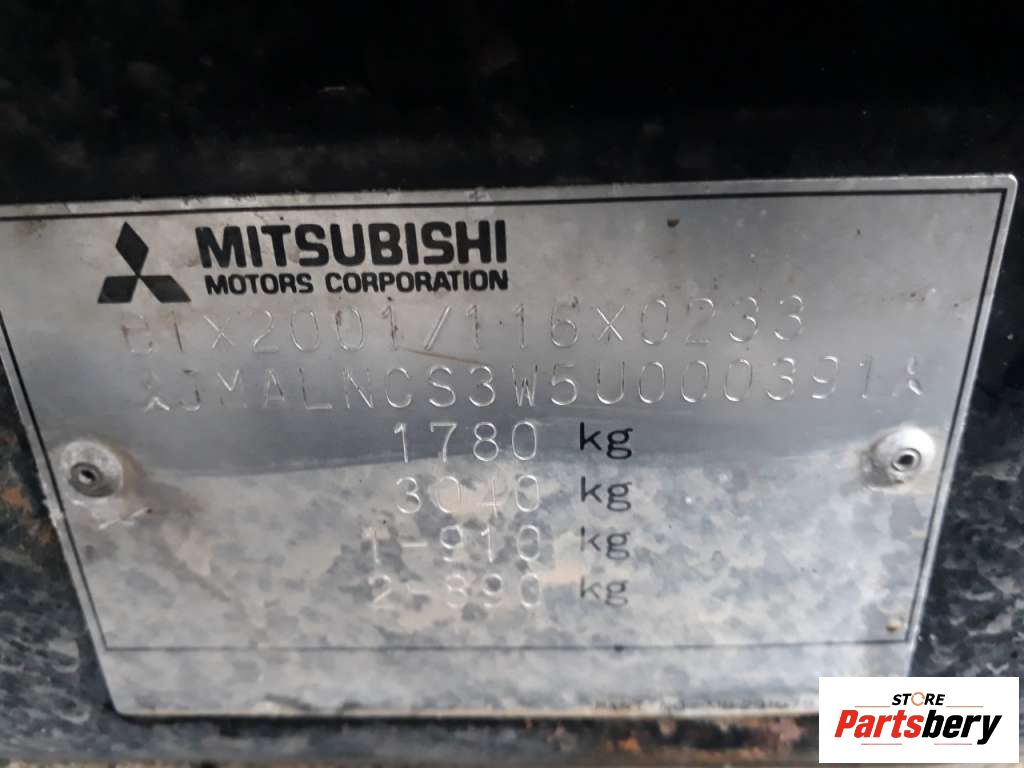 MITSUBISHI
MOTORS CORPORATION
e1*2001/116*0233
*JMALNCS3W5U000391*
1780 kg
3040 kg
1-910 kg
2-890 kg
STORE
Partsbery